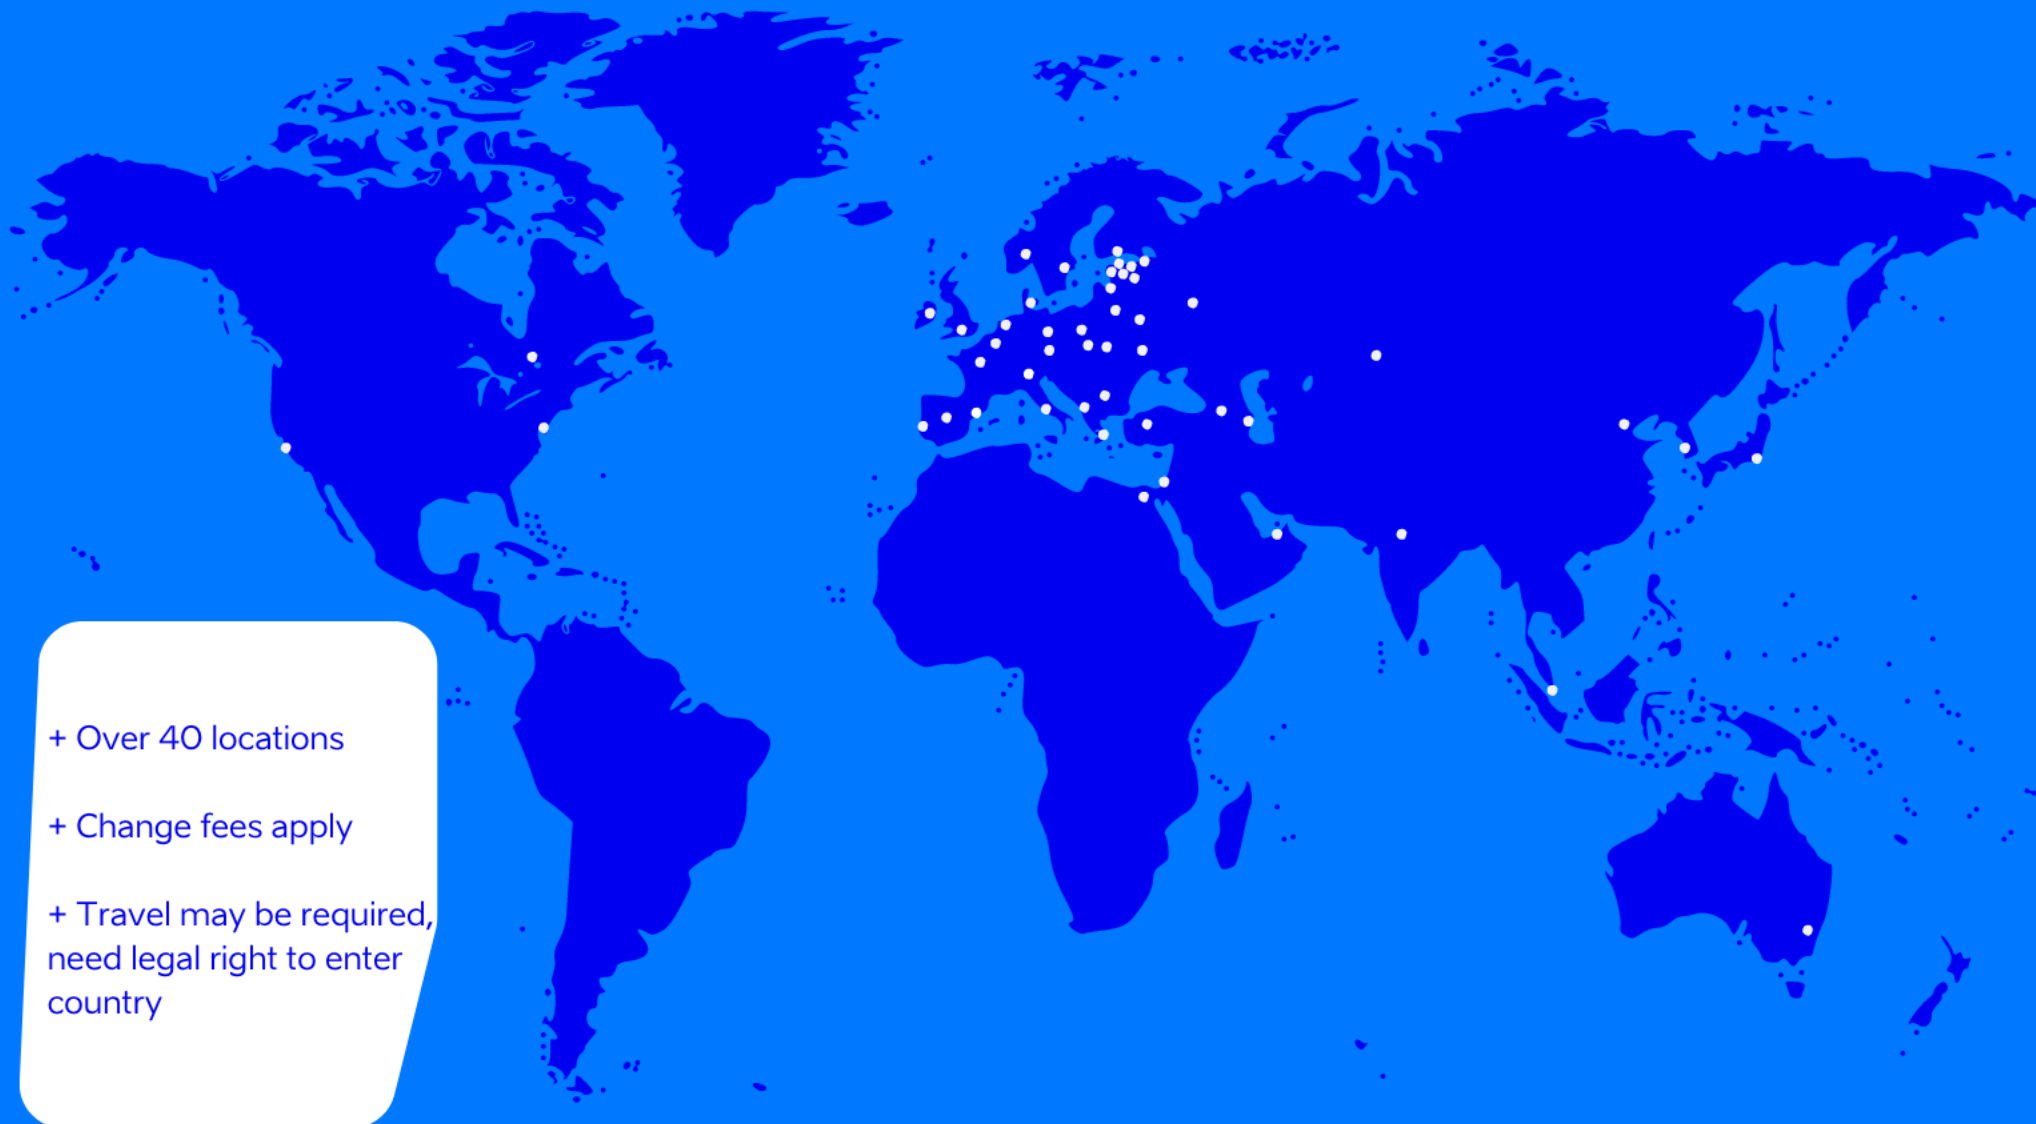 + Over 40 locations
+ Change fees apply
+ Travel may be required,
need legal right to enter
country